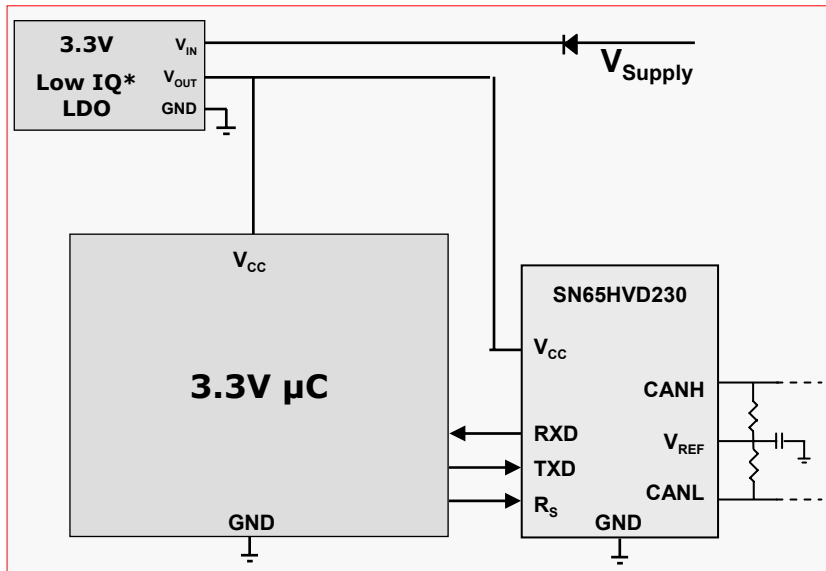 3.3V
Low IQ*
LDO
VIN
VOUT
GND
VSupply
VCC
3.3V µC
GND
SN65HVD230
VCC
RXD
TXD
RS
GND
CANH
VREF
CANL